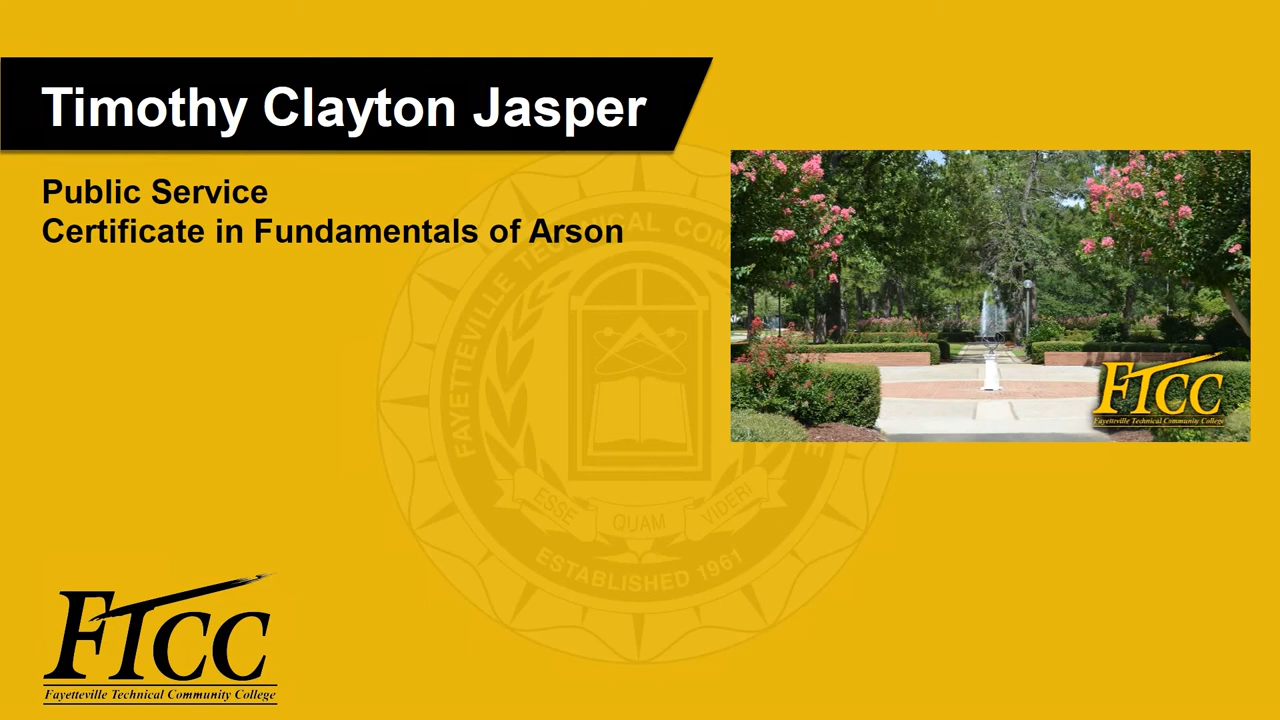 Timothy Clayton Jasper
Public Service
Certificate in Fundamentals of Arson
FAYETTEVILLE TECHNICAL COM
ESSE QUAM VIDERI
ESTABLISHED 1961
FTCC
Fayetteville Technical Community College
FTCC
Fayetteville Technical Community College